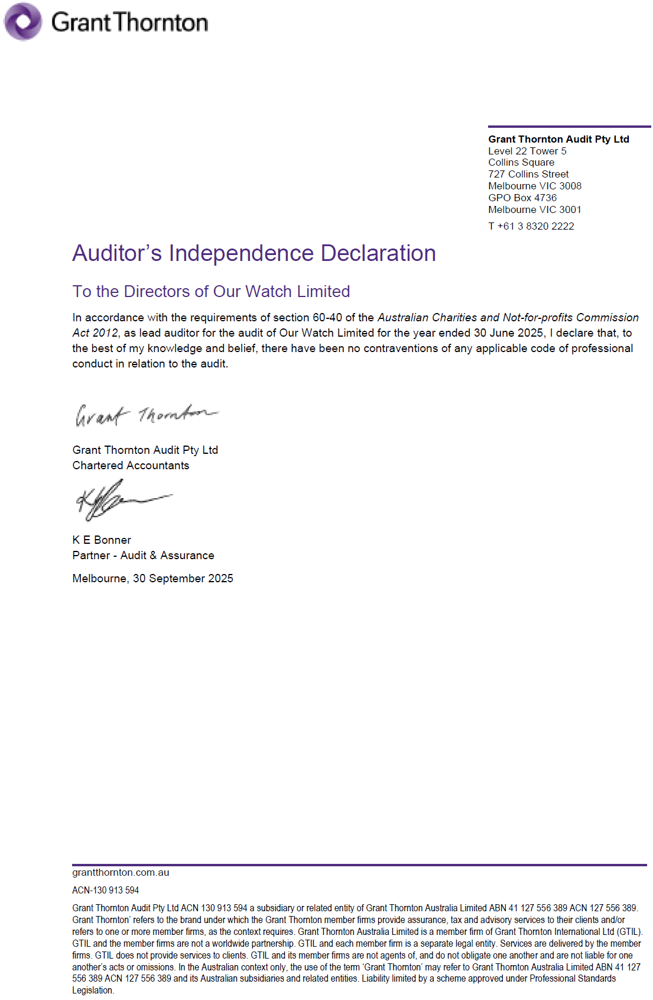 Grant Thornton
Grant Thornton Audit Pty Ltd
Level 22 Tower 5
Collins Square
727 Collins Street
Melbourne VIC 3008
GPO Box 4736
Melbourne VIC 3001
T +61 3 8320 2222
Auditor’s Independence Declaration
To the Directors of Our Watch Limited
In accordance with the requirements of section 60-40 of the Australian Charities and Not-for-profits Commission
Act 2012, as lead auditor for the audit of Our Watch Limited for the year ended 30 June 2025, I declare that, to
the best of my knowledge and belief, there have been no contraventions of any applicable code of professional
conduct in relation to the audit.
Grant Thornton
Grant Thornton Audit Pty Ltd
Chartered Accountants
K E Bonner
Partner - Audit & Assurance
Melbourne, 30 September 2025
grantthornton.com.au
ACN-130 913 594
Grant Thornton Audit Pty Ltd ACN 130 913 594 a subsidiary or related entity of Grant Thornton Australia Limited ABN 41 127 556 389 ACN 127 556 389.
Grant Thornton’ refers to the brand under which the Grant Thornton member firms provide assurance, tax and advisory services to their clients and/or
refers to one or more member firms, as the context requires. Grant Thornton Australia Limited is a member firm of Grant Thornton International Ltd (GTIL).
GTIL and the member firms are not a worldwide partnership. GTIL and each member firm is a separate legal entity. Services are delivered by the member
firms. GTIL does not provide services to clients. GTIL and its member firms are not agents of, and do not obligate one another and are not liable for one
another’s acts or omissions. In the Australian context only, the use of the term ‘Grant Thornton’ may refer to Grant Thornton Australia Limited ABN 41 127
556 389 ACN 127 556 389 and its Australian subsidiaries and related entities. Liability limited by a scheme approved under Professional Standards
Legislation.